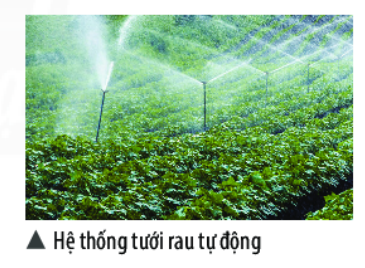 ▲ Hệ thống tưới rau tự động